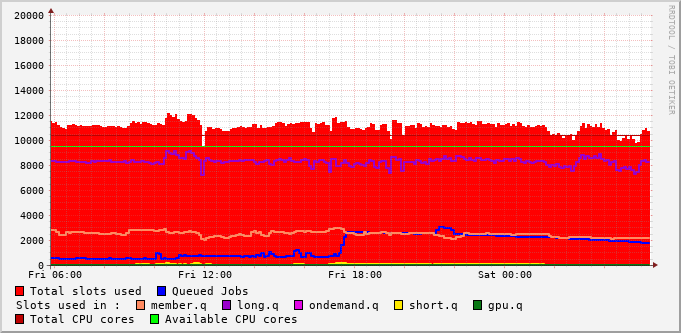 20000
18000
16000
14000
12000
10000
8000
6000
4000
2000
0
Fri 06:00 Fri 12:00 Fri 18:00 Sat 00:00
Total slots used Queued Jobs
Slots used in : member.q long.q ondemand.q short.q gpu.q
Total CPU cores Available CPU cores
RRDTOOL / TOBI OETIKER